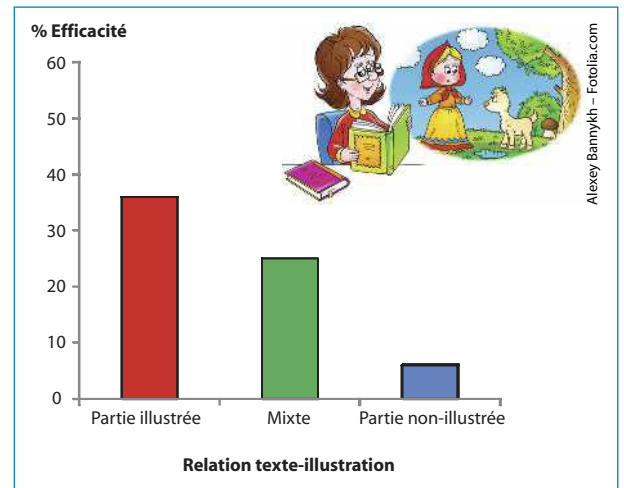 % Efficacité
60
50
40
30
20
10
0
Partie illustrée
Mixte
Partie non-illustrée
Relation texte-illustration
Alexey Bannykh – Fotolia.com